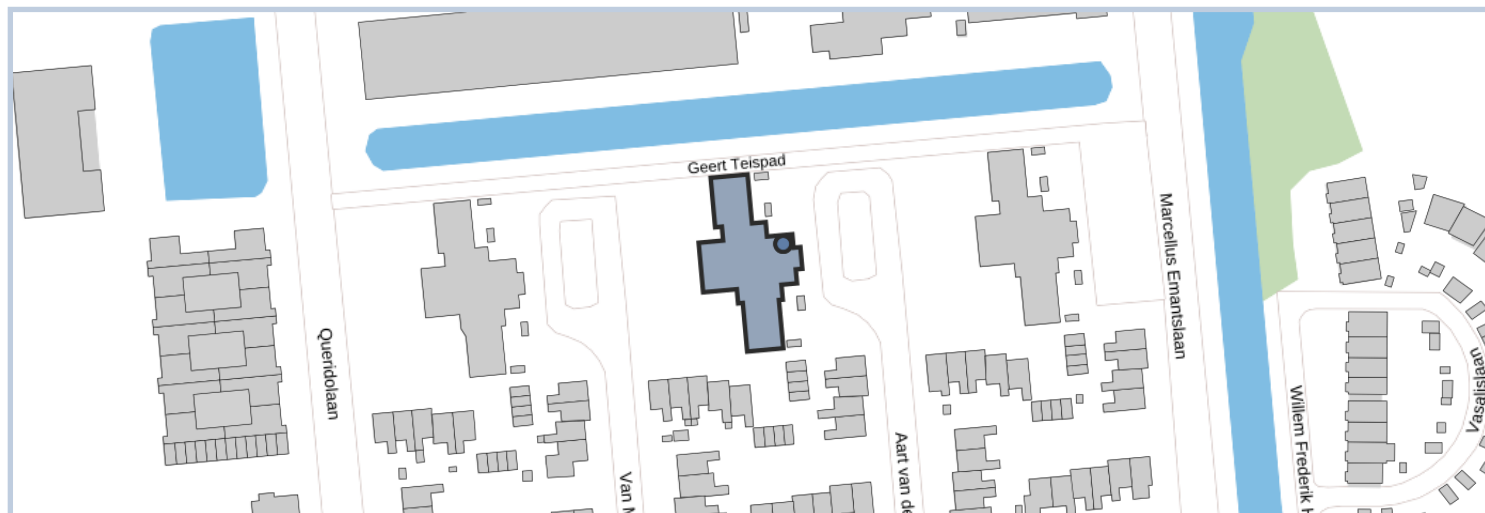 Geert Teispad
Marcellus Emantslaan
Queridolaan
Vasalislaan
Willem Frederik H
Aart van de
Van M